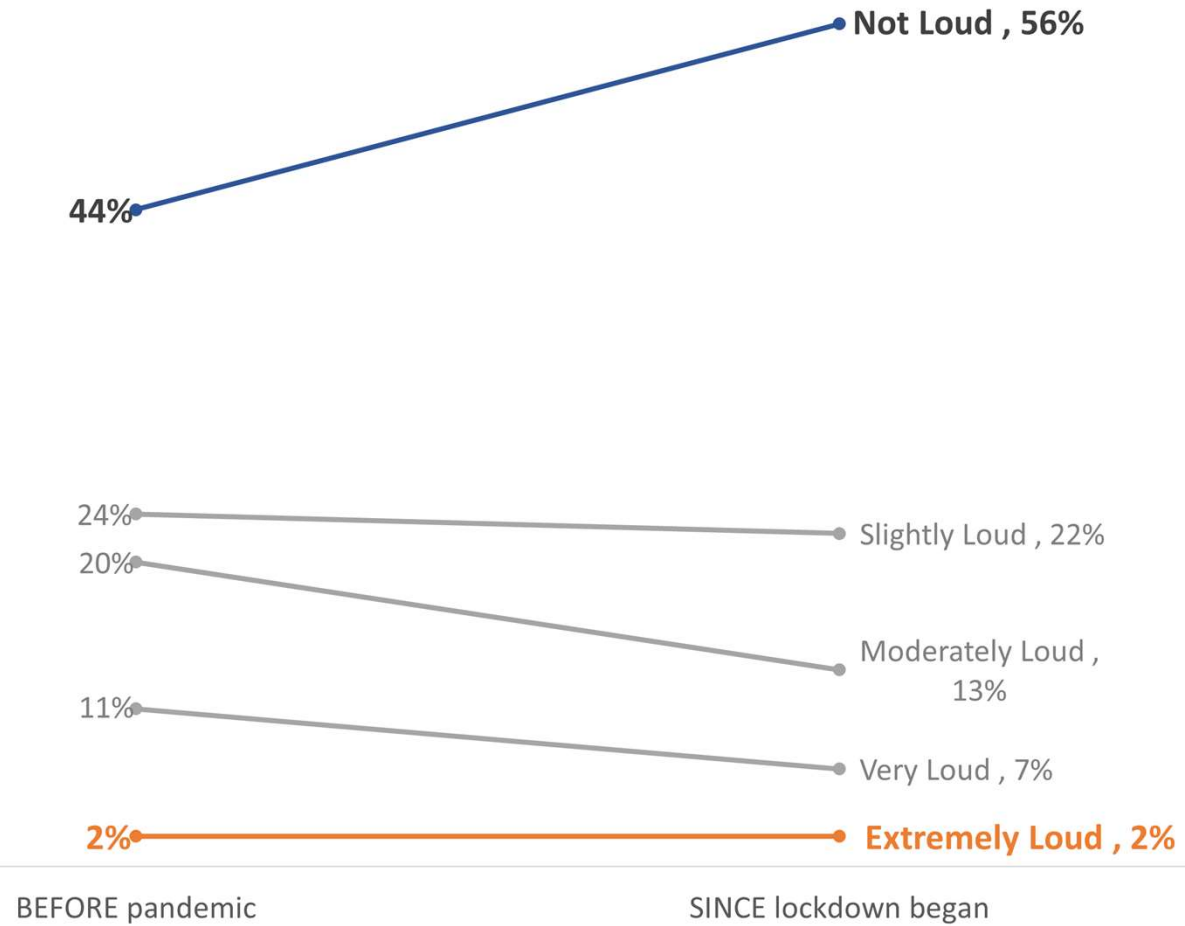 Not Loud , 56%
44%
24%
Slightly Loud , 22%
20%
Moderately Loud ,
13%
11%
Very Loud , 7%
2%
Extremely Loud , 2%
BEFORE pandemic
SINCE lockdown began